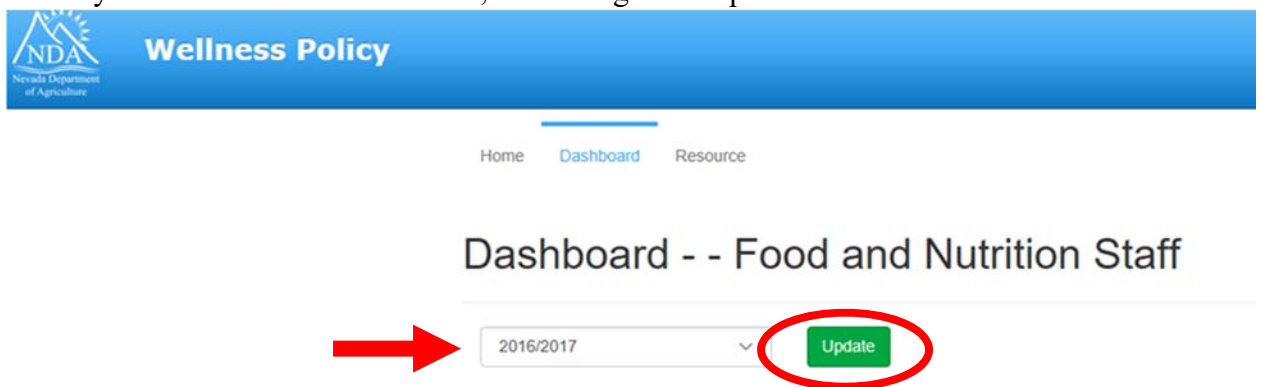 NDA
Nevada Department
of Agriculture
Wellness Policy
Home Dashboard Resource
Dashboard - - Food and Nutrition Staff
2016/2017
Update